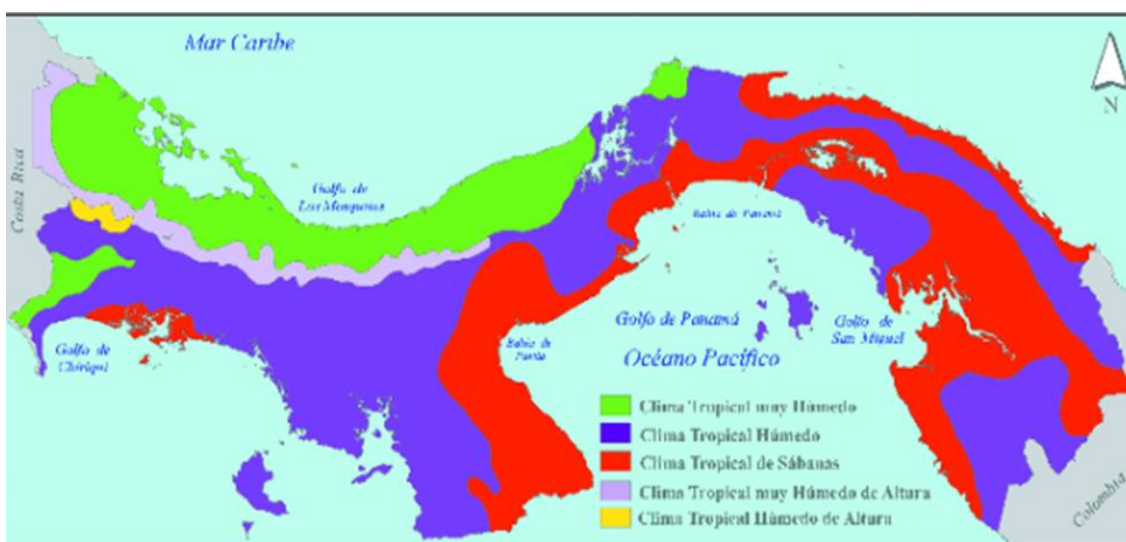 Mar Caribe
N
Costa Rica
Golfo de
Los Mosquitos
Bahia de Panamá
Golfo de Panamá
Golfo de
San Miguel
Bahia de
Parita
Golfo de
Chiriquí
Océano Pacífico
Clima Tropical muy Húmedo
Clima Tropical Húmedo
Clima Tropical de Sábanas
Clima Tropical muy Húmedo de Altura
Clima Tropical Húmedo de Altura
Colombia